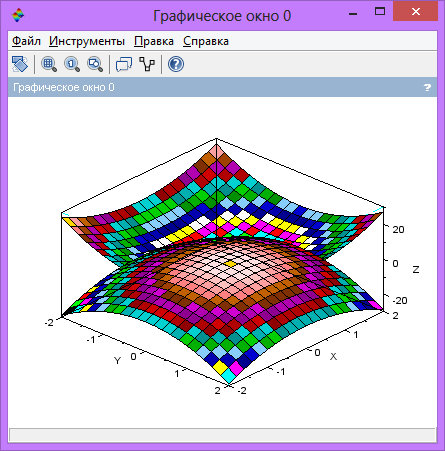 Графическое окно 0
Файл Инструменты Правка Справка
Графическое окно 0 ?
20
0 Z
-20
-2 2
-1 1
Y 0 0 X
1 -1
2 -2